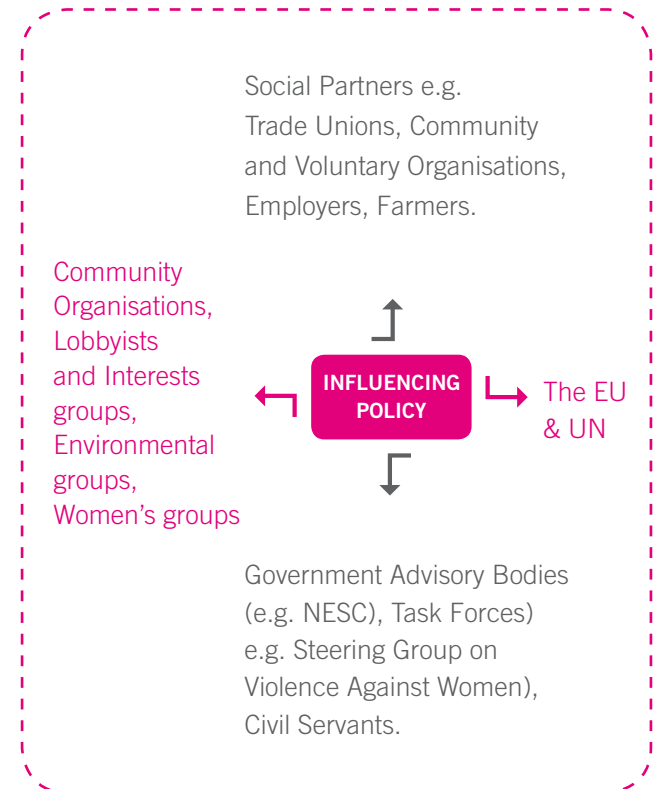 Social Partners e.g.
Trade Unions, Community
and Voluntary Organisations,
Employers, Farmers.
Community
Organisations,
Lobbyists
and Interests
groups,
Environmental
groups,
Women's groups
INFLUENCING
POLICY
The EU
& UN
Government Advisory Bodies
(e.g. NESC), Task Forces)
e.g. Steering Group on
Violence Against Women),
Civil Servants.